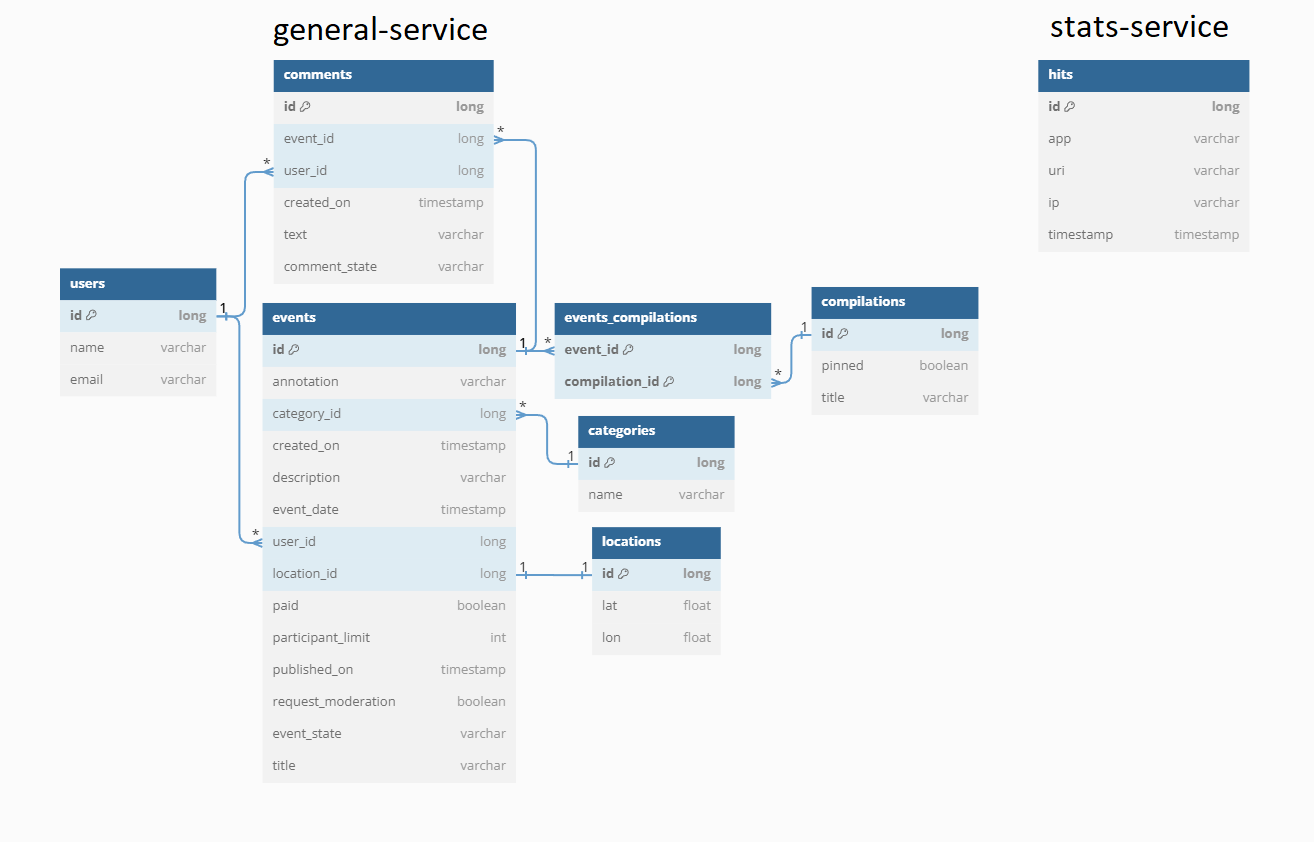 general-service
stats-service
comments
id long
event_id long
user_id long
created_on timestamp
text varchar
comment_state varchar
hits
id long
app varchar
uri varchar
ip varchar
timestamp timestamp
users
id long
name varchar
email varchar
events
id long
annotation varchar
category_id long
created_on timestamp
description varchar
event_date timestamp
user_id long
location_id long
paid boolean
participant_limit int
published_on timestamp
request_moderation boolean
event_state varchar
title varchar
events_compilations
event_id long
compilation_id long
compilations
id long
pinned boolean
title varchar
categories
id long
name varchar
locations
id long
lat float
lon float
1
*
*
*
1
*
*
1
*
1
1
1